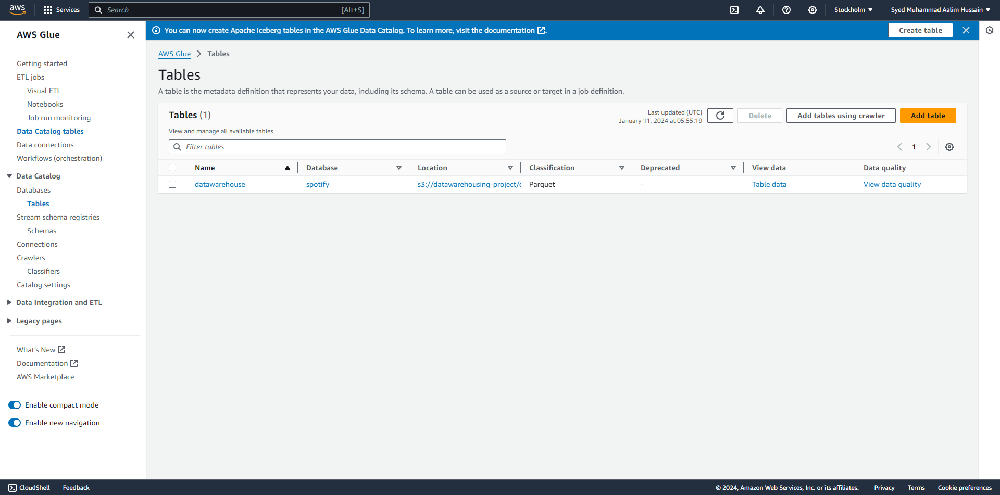 aws Services Search [Alt+S] Stockholm ▼ Syed Muhammad Aalim Hussain ▼
AWS Glue
Getting started
ETL jobs
Visual ETL
Notebooks
Job run monitoring
Data Catalog tables
Data connections
Workflows (orchestration)
Data Catalog
Databases
Tables
Stream schema registries
Schemas
Connections
Crawlers
Classifiers
Catalog settings
Data Integration and ETL
Legacy pages
What's New
Documentation
AWS Marketplace
Enable compact mode
Enable new navigation
You can now create Apache Iceberg tables in the AWS Glue Data Catalog. To learn more, visit the documentation. Create table
AWS Glue > Tables
Tables
A table is the metadata definition that represents your data, including its schema. A table can be used as a source or target in a job definition.
Tables (1)
View and manage all available tables.
Last updated (UTC)
January 11, 2024 at 05:55:19
Delete Add tables using crawler Add table
Filter tables
1
Name Database Location Classification Deprecated View data Data quality
datawarehouse spotify s3://datawarehousing-project/ Parquet - Table data View data quality
CloudShell Feedback © 2024, Amazon Web Services, Inc. or its affiliates. Privacy Terms Cookie preferences